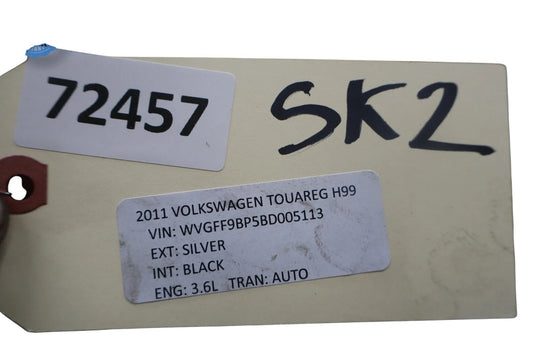 72457
SK2
2011 VOLKSWAGEN TOUAREG H99
VIN: WVGFF9BP5BD005113
EXT: SILVER
INT: BLACK
ENG: 3.6L TRAN: AUTO